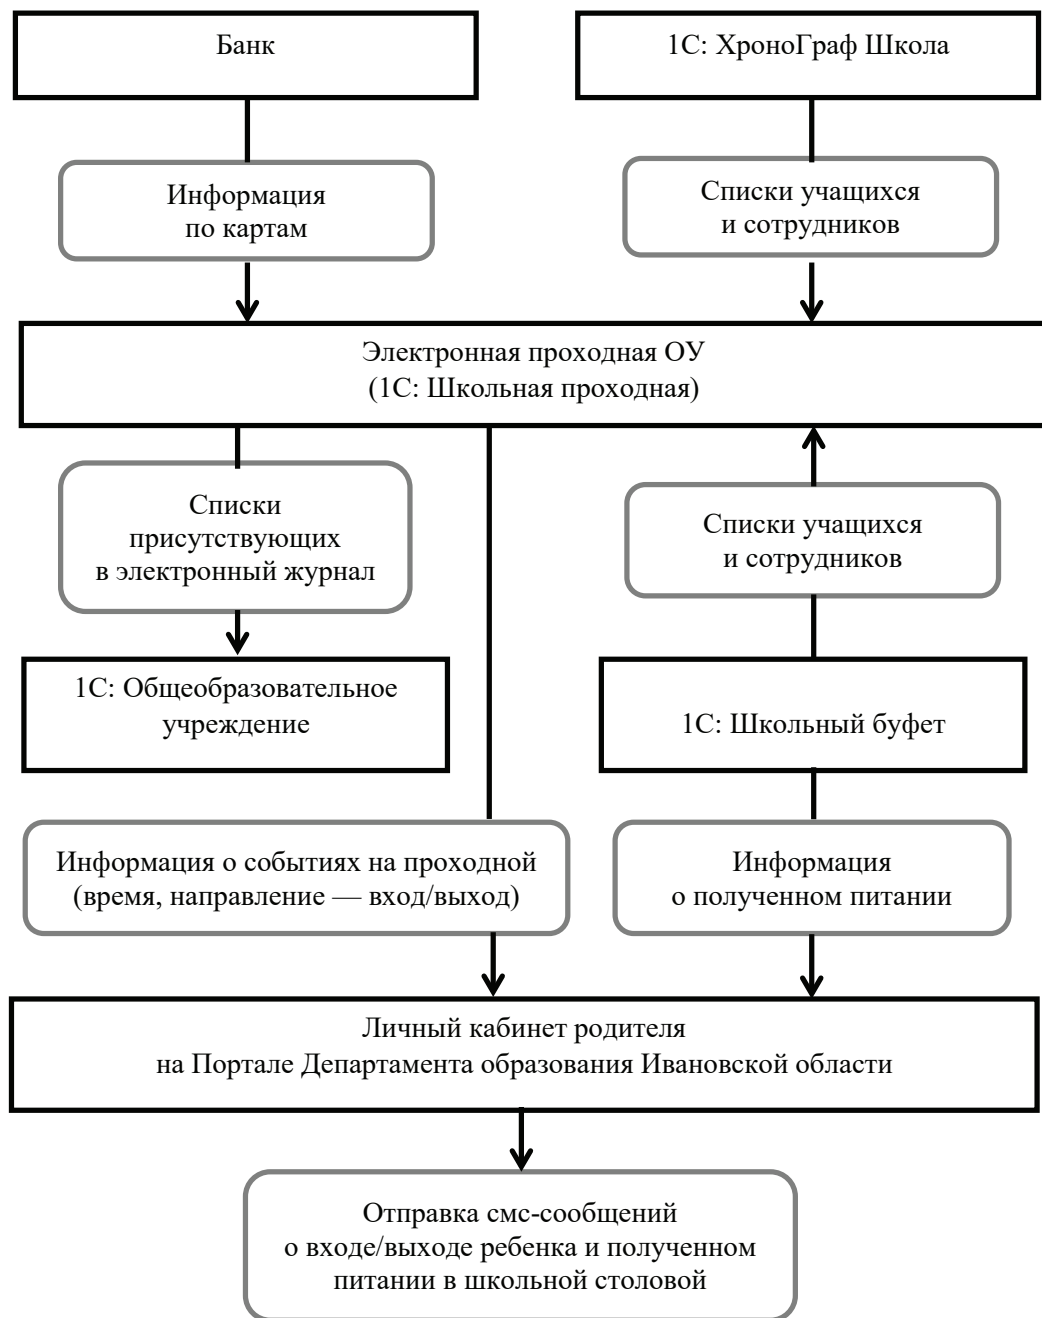 Банк
1С: ХроноГраф Школа
Информация
по картам
Списки учащихся
и сотрудников
Электронная проходная ОУ
(1С: Школьная проходная)
Списки
присутствующих
в электронный журнал
Списки учащихся
и сотрудников
1С: Общеобразовательное
учреждение
1С: Школьный буфет
Информация о событиях на проходной
(время, направление — вход/выход)
Информация
о полученном питании
Личный кабинет родителя
на Портале Департамента образования Ивановской области
Отправка смс-сообщений
о входе/выходе ребенка и полученном
питании в школьной столовой